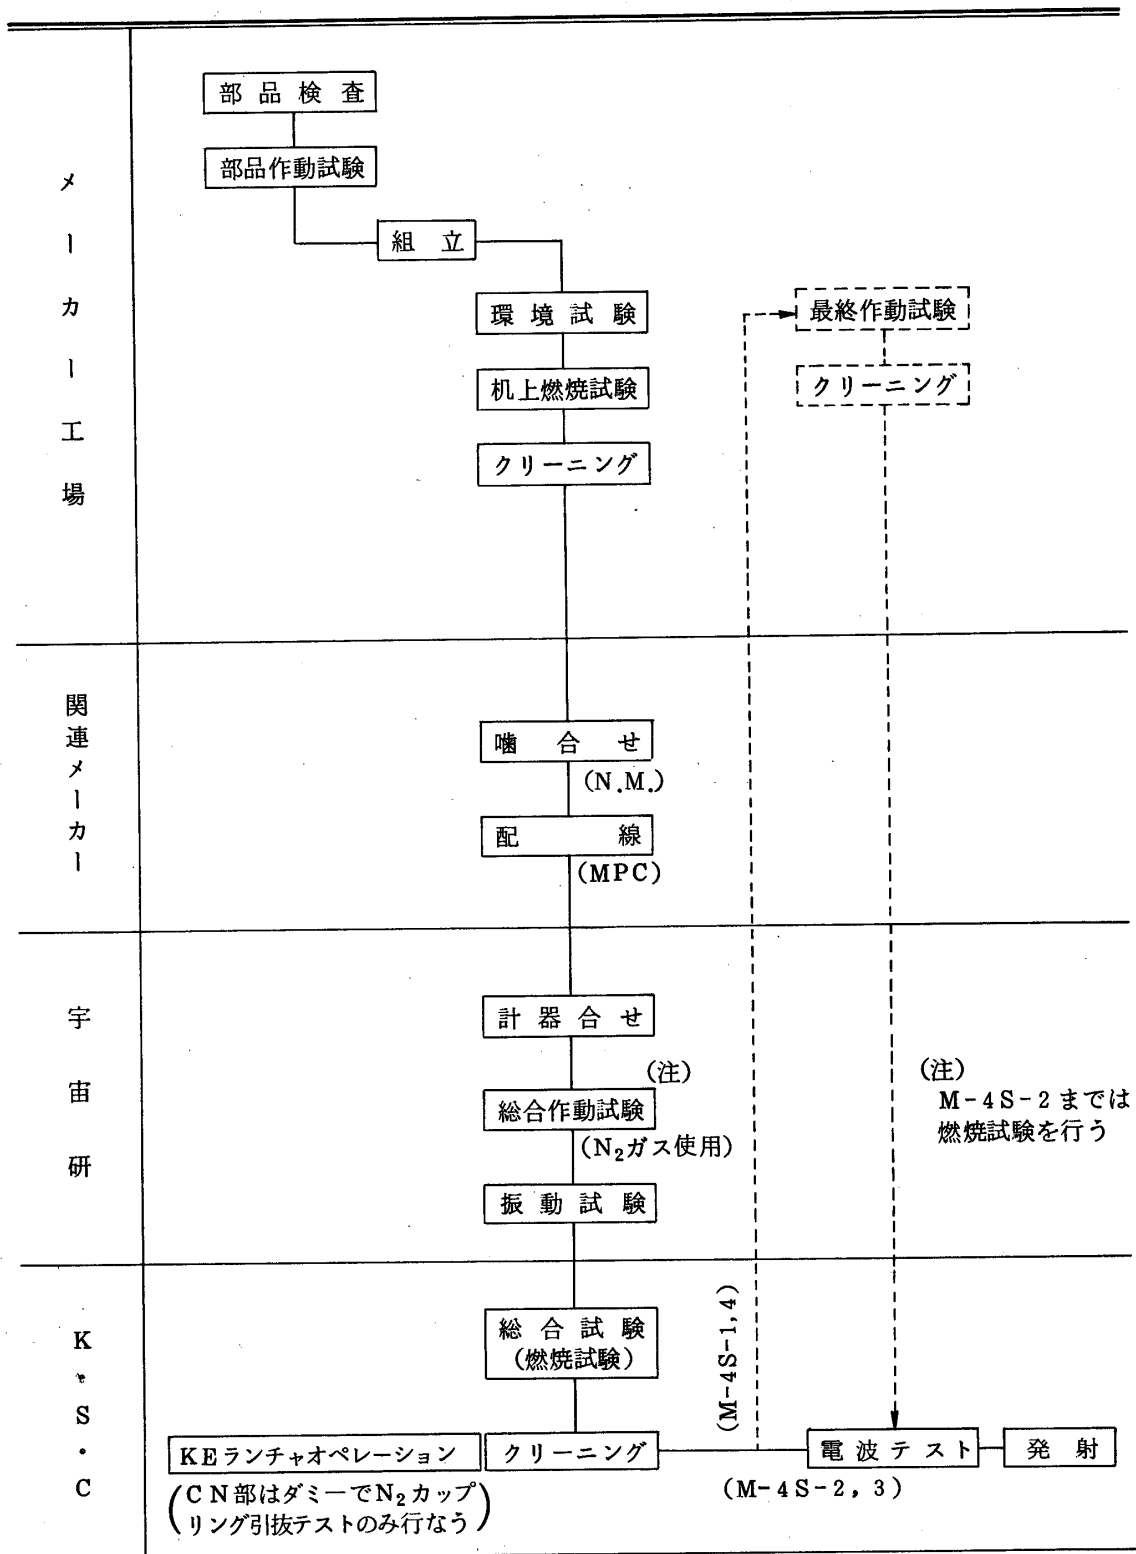 メーカー工場
部品検査
部品作動試験
組立
環境試験
机上燃焼試験
クリーニング
最終作動試験
クリーニング
関連メーカー
噛合せ
(N.M.)
配線
(MPC)
宇宙研
計器合せ
(注)
総合作動試験
(N₂ガス使用)
振動試験
(注)
M-4S-2までは
燃焼試験を行う
K・S・C
総合試験
(燃焼試験)
(M-4S-1,4)
KEランチャオペレーション
クリーニング
電波テスト
発射
(CN部はダミーでN₂カップ
リング引抜テストのみ行なう)
(M-4S-2, 3)